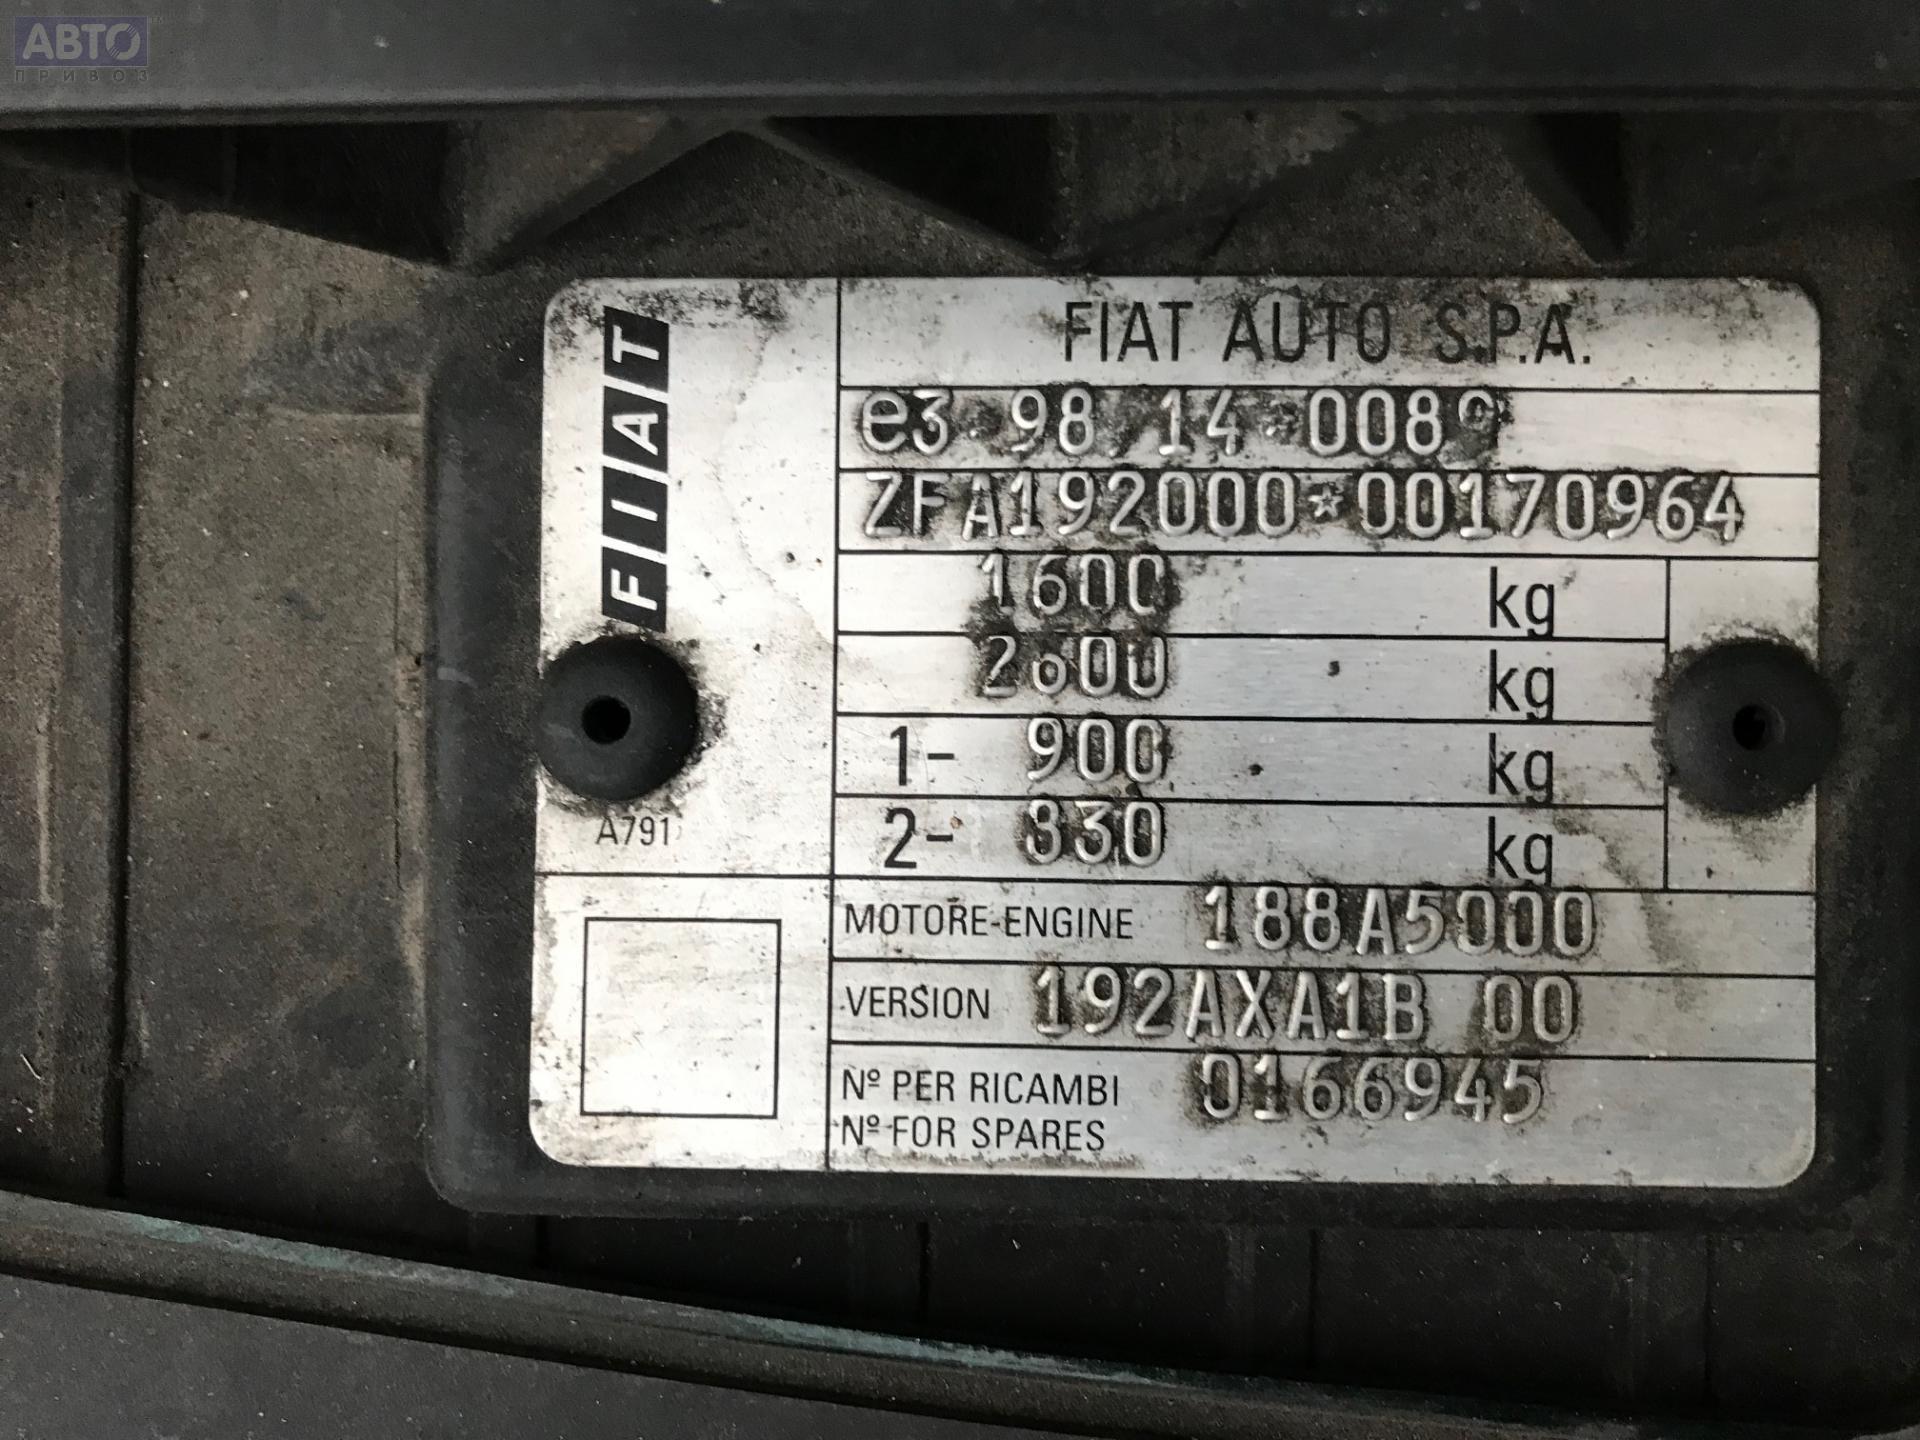 АВТО
ПРИВОЗ
FIAT
FIAT AUTO S.P.A.
e3*98/14*0089
ZFA192000*00170964
1600 kg
2600 kg
1- 900 kg
2- 830 kg
A791
MOTORE-ENGINE 188A5000
VERSION 192AXA1B 00
Nº PER RICAMBI 0166945
Nº FOR SPARES